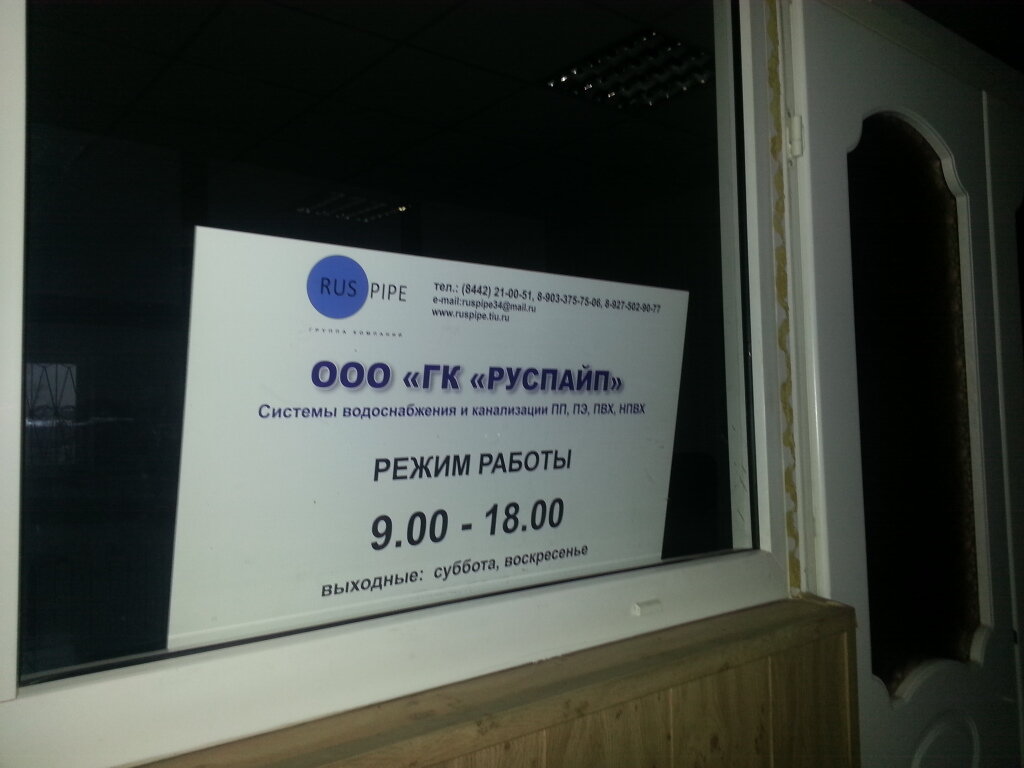 RUS PIPE
ГРУППА КОМПАНИЙ
тел.: (8442) 21-00-51, 8-903-375-75-06, 8-927-502-90-77
e-mail:ruspipe34@mail.ru
www.ruspipe.tiu.ru
ООО «ГК «РУСПАЙП»
Системы водоснабжения и канализации ПП, ПЭ, ПВХ, НПВХ
РЕЖИМ РАБОТЫ
9.00 - 18.00
выходные: суббота, воскресенье